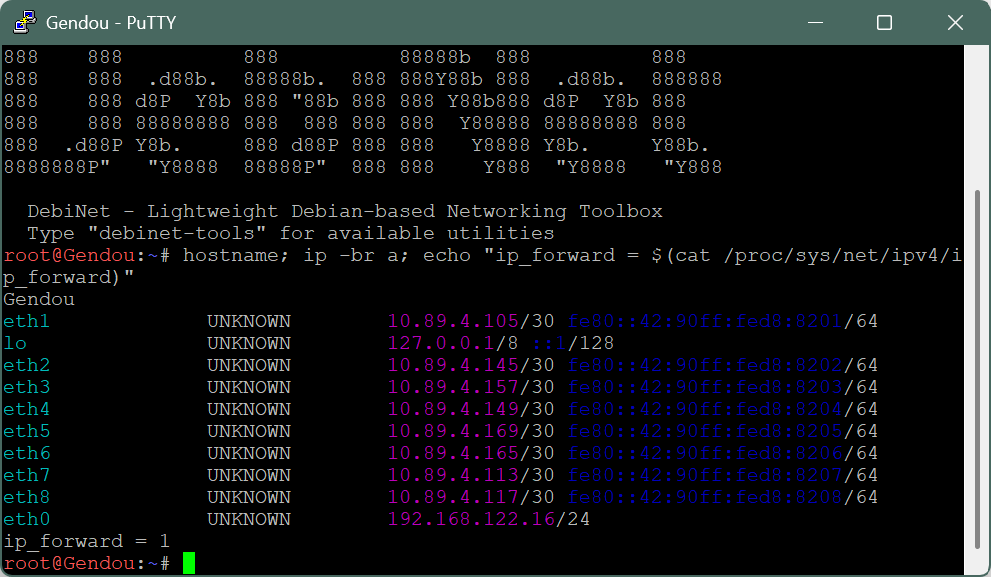 Gendou - PuTTY
888    888          888          88888b  888          888
888    888  .d88b.  88888b.  888 888Y88b 888  .d88b.  888888
888    888 d8P  Y8b 888 "88b 888 888 Y88b888 d8P  Y8b 888
888    888 88888888 888  888 888 888  Y88888 88888888 888
888  .d88P Y8b.     888 d88P 888 888   Y8888 Y8b.     Y88b.
8888888P"   "Y8888  88888P"  888 888    Y888  "Y8888   "Y888
DebiNet - Lightweight Debian-based Networking Toolbox
Type "debinet-tools" for available utilities
root@Gendou:~# hostname; ip -br a; echo "ip_forward = $(cat /proc/sys/net/ipv4/i
p_forward)"
Gendou
eth1             UNKNOWN        10.89.4.105/30 fe80::42:90ff:fed8:8201/64
lo               UNKNOWN        127.0.0.1/8 ::1/128
eth2             UNKNOWN        10.89.4.145/30 fe80::42:90ff:fed8:8202/64
eth3             UNKNOWN        10.89.4.157/30 fe80::42:90ff:fed8:8203/64
eth4             UNKNOWN        10.89.4.149/30 fe80::42:90ff:fed8:8204/64
eth5             UNKNOWN        10.89.4.169/30 fe80::42:90ff:fed8:8205/64
eth6             UNKNOWN        10.89.4.165/30 fe80::42:90ff:fed8:8206/64
eth7             UNKNOWN        10.89.4.113/30 fe80::42:90ff:fed8:8207/64
eth8             UNKNOWN        10.89.4.117/30 fe80::42:90ff:fed8:8208/64
eth0             UNKNOWN        192.168.122.16/24
ip_forward = 1
root@Gendou:~#